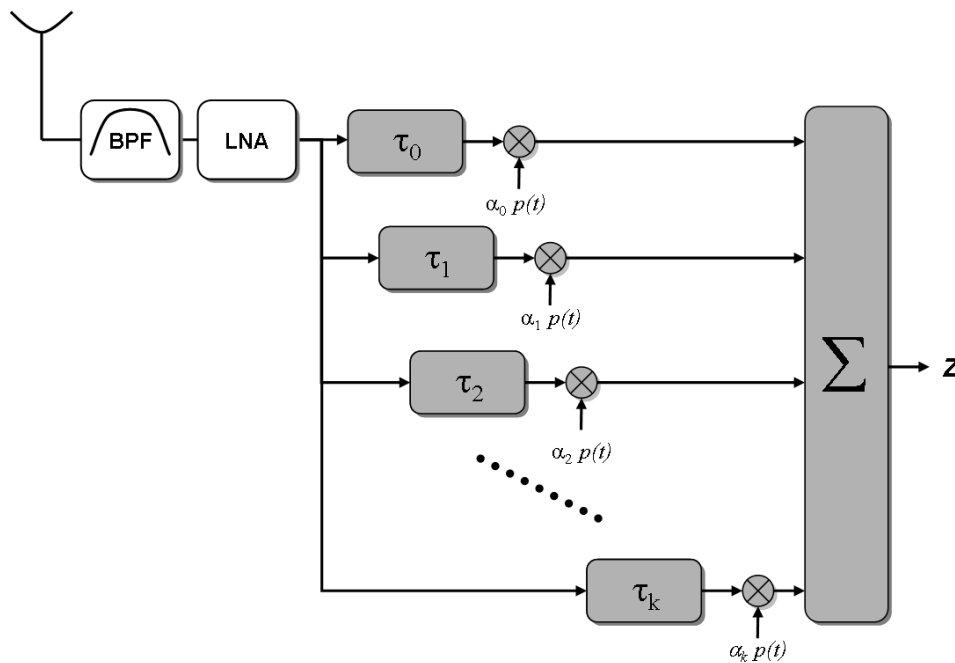 BPF
LNA
τ₀
α₀ p(t)
τ₁
α₁ p(t)
τ₂
α₂ p(t)
τₖ
αₖ p(t)
Σ
Z